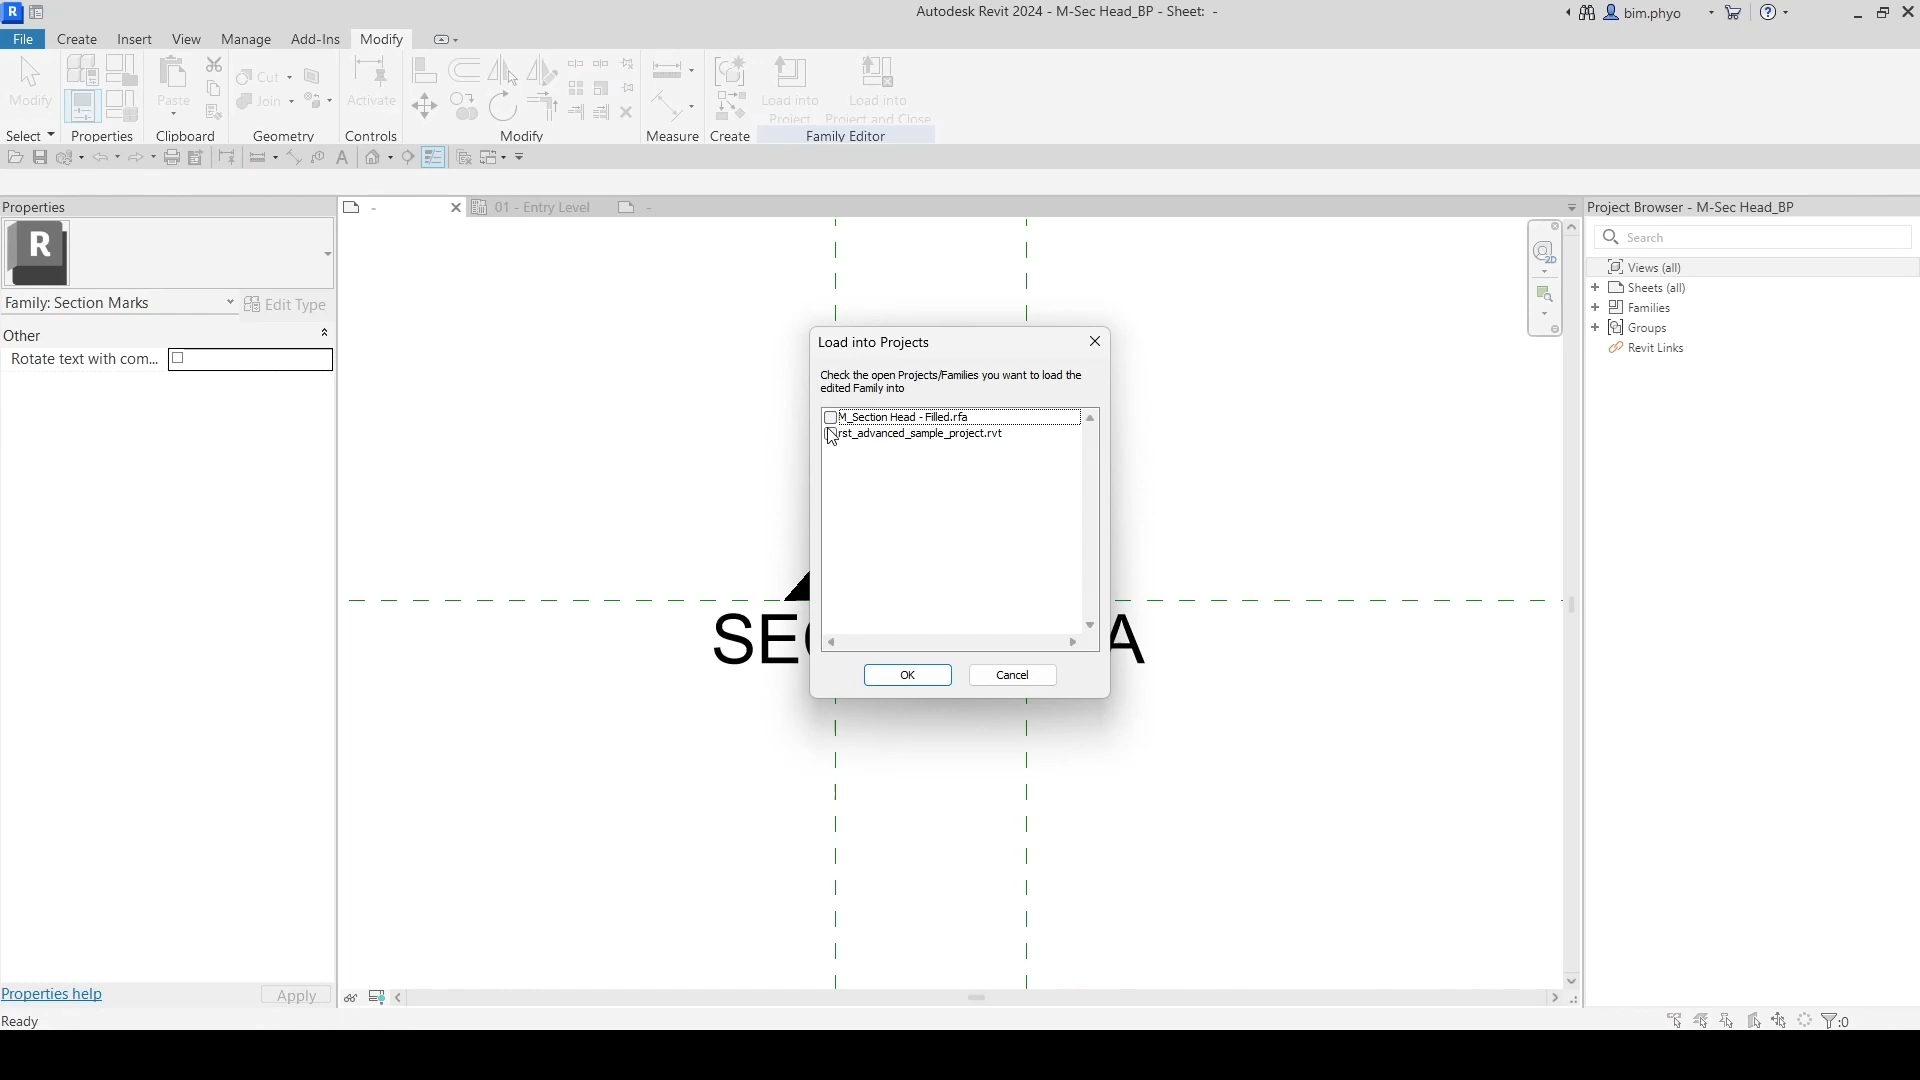 Autodesk Revit 2024 - M-Sec Head_BP - Sheet: -
bim.phyo
File Create Insert View Manage Add-Ins Modify
Modify
Cut
Join
Paste
Activate
Load into
Project
Load into
Project and Close
Select Properties Clipboard Geometry Controls Modify Measure Create Family Editor
Properties
- 01 - Entry Level -
Project Browser - M-Sec Head_BP
R
Search
Family: Section Marks Edit Type
Other
Rotate text with com...
Views (all)
Sheets (all)
Families
Groups
Revit Links
2D
Load into Projects
Check the open Projects/Families you want to load the
edited Family into
M_Section Head - Filled.rfa
rst_advanced_sample_project.rvt
OK Cancel
A
Properties help Apply
Ready
:0